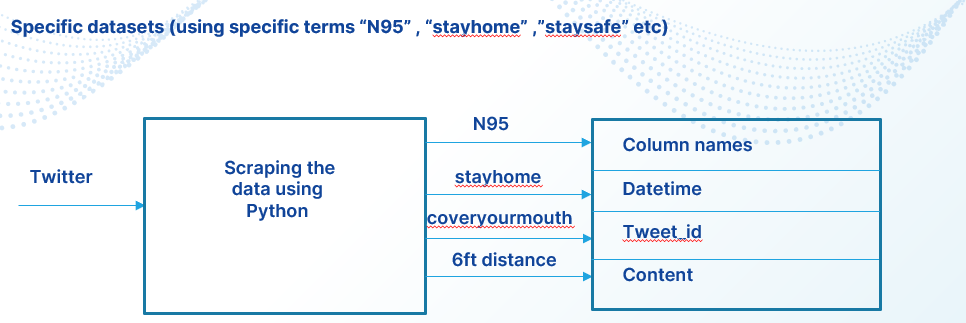 Specific datasets (using specific terms “N95” , “stayhome” ,”staysafe” etc)
Twitter
Scraping the
data using
Python
N95
stayhome
coveryourmouth
6ft distance
Column names
Datetime
Tweet_id
Content